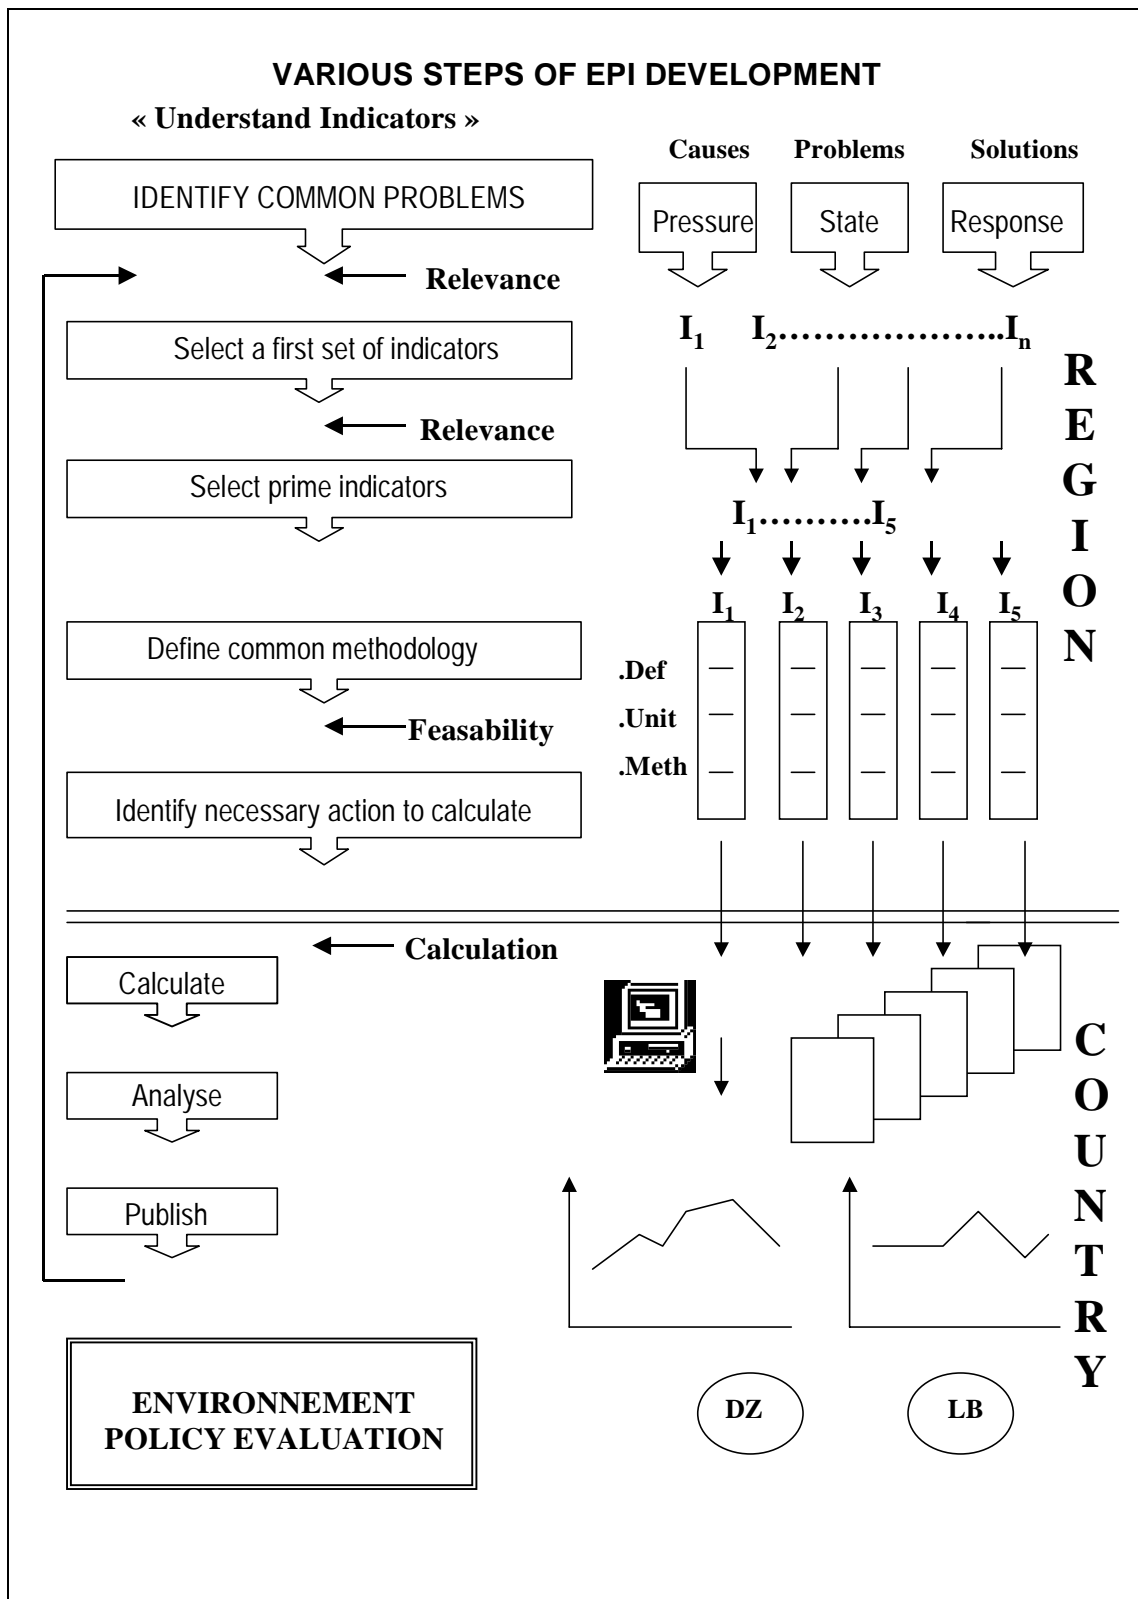 VARIOUS STEPS OF EPI DEVELOPMENT
« Understand Indicators »
Causes Problems Solutions
IDENTIFY COMMON PROBLEMS
Pressure State Response
Relevance
I1 I2…………………..In
Select a first set of indicators
Relevance
Select prime indicators
I1……….I5
I1 I2 I3 I4 I5
Define common methodology
.Def
.Unit
.Meth
Feasability
Identify necessary action to calculate
REGION
Calculation
Calculate
Analyse
Publish
COUNTRY
ENVIRONNEMENT
POLICY EVALUATION
DZ LB